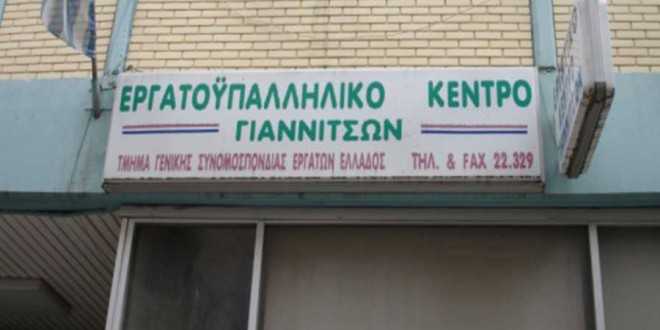 ΕΡΓΑΤΟΫΠΑΛΛΗΛΙΚΟ ΚΕΝΤΡΟ
ΓΙΑΝΝΙΤΣΩΝ
ΤΜΗΜΑ ΓΕΝΙΚΗΣ ΣΥΝΟΜΟΣΠΟΝΔΙΑΣ ΕΡΓΑΤΩΝ ΕΛΛΑΔΟΣ ΤΗΛ. & FAX 22.329